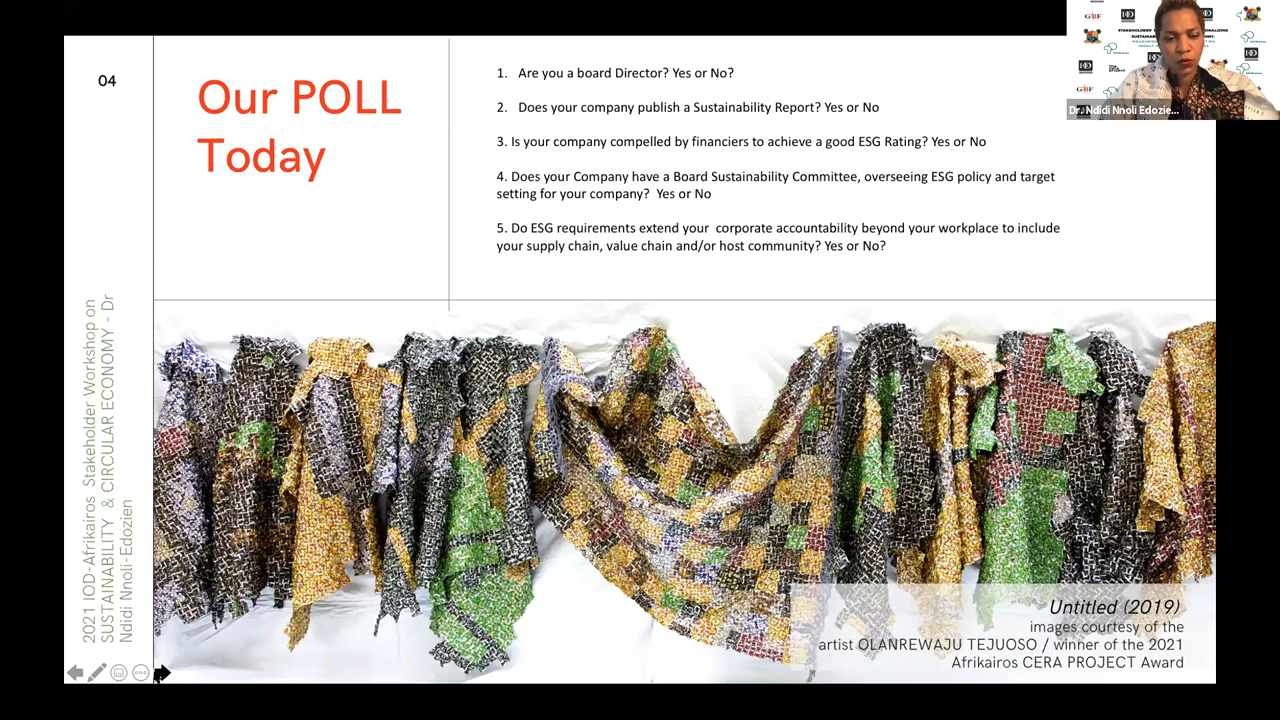 04
Our POLL
Today
1. Are you a board Director? Yes or No?
2. Does your company publish a Sustainability Report? Yes or No
3. Is your company compelled by financiers to achieve a good ESG Rating? Yes or No
4. Does your Company have a Board Sustainability Committee, overseeing ESG policy and target
setting for your company? Yes or No
5. Do ESG requirements extend your corporate accountability beyond your workplace to include
your supply chain, value chain and/or host community? Yes or No?
2021 IOD-Afrikairos Stakeholder Workshop on
SUSTAINABILITY & CIRCULAR ECONOMY - Dr
Ndidi Nnoli-Edozien
Untitled (2019)
images courtesy of the
artist OLANREWAJU TEJUOSO / winner of the 2021
Afrikairos CERA PROJECT Award
GBF
IOD
Dr. Ndidi Nnoli Edozie...